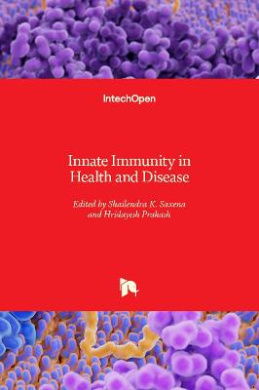 IntechOpen
Innate Immunity in
Health and Disease
Edited by Shailendra K. Saxena
and Hridayesh Prakash